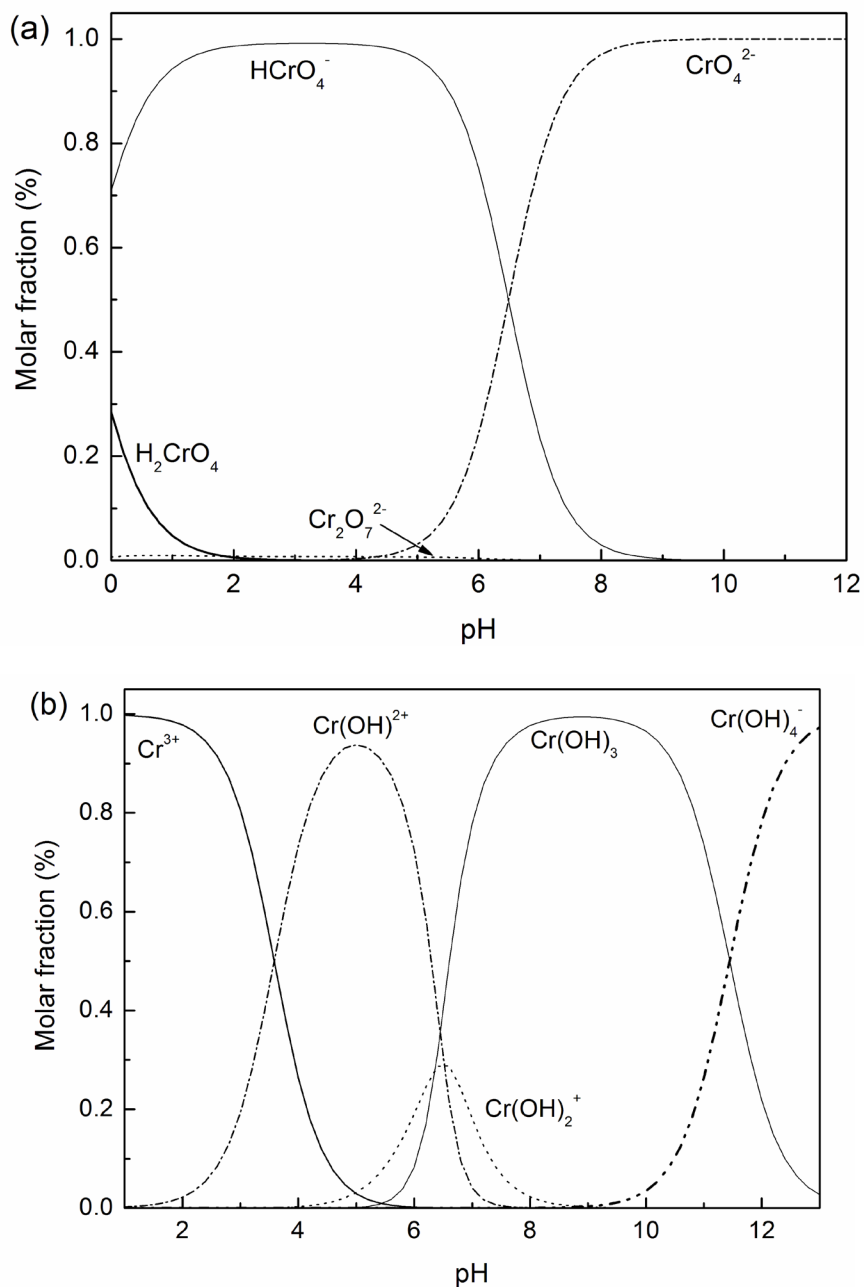 (a)
1.0
0.8
0.6
0.4
0.2
0.0
Molar fraction (%)
HCrO₄⁻
CrO₄²⁻
H₂CrO₄
Cr₂O₇²⁻
0 2 4 6 8 10 12
pH
(b)
1.0
0.8
0.6
0.4
0.2
0.0
Molar fraction (%)
Cr³⁺
Cr(OH)²⁺
Cr(OH)₃
Cr(OH)₄⁻
Cr(OH)₂⁺
2 4 6 8 10 12
pH